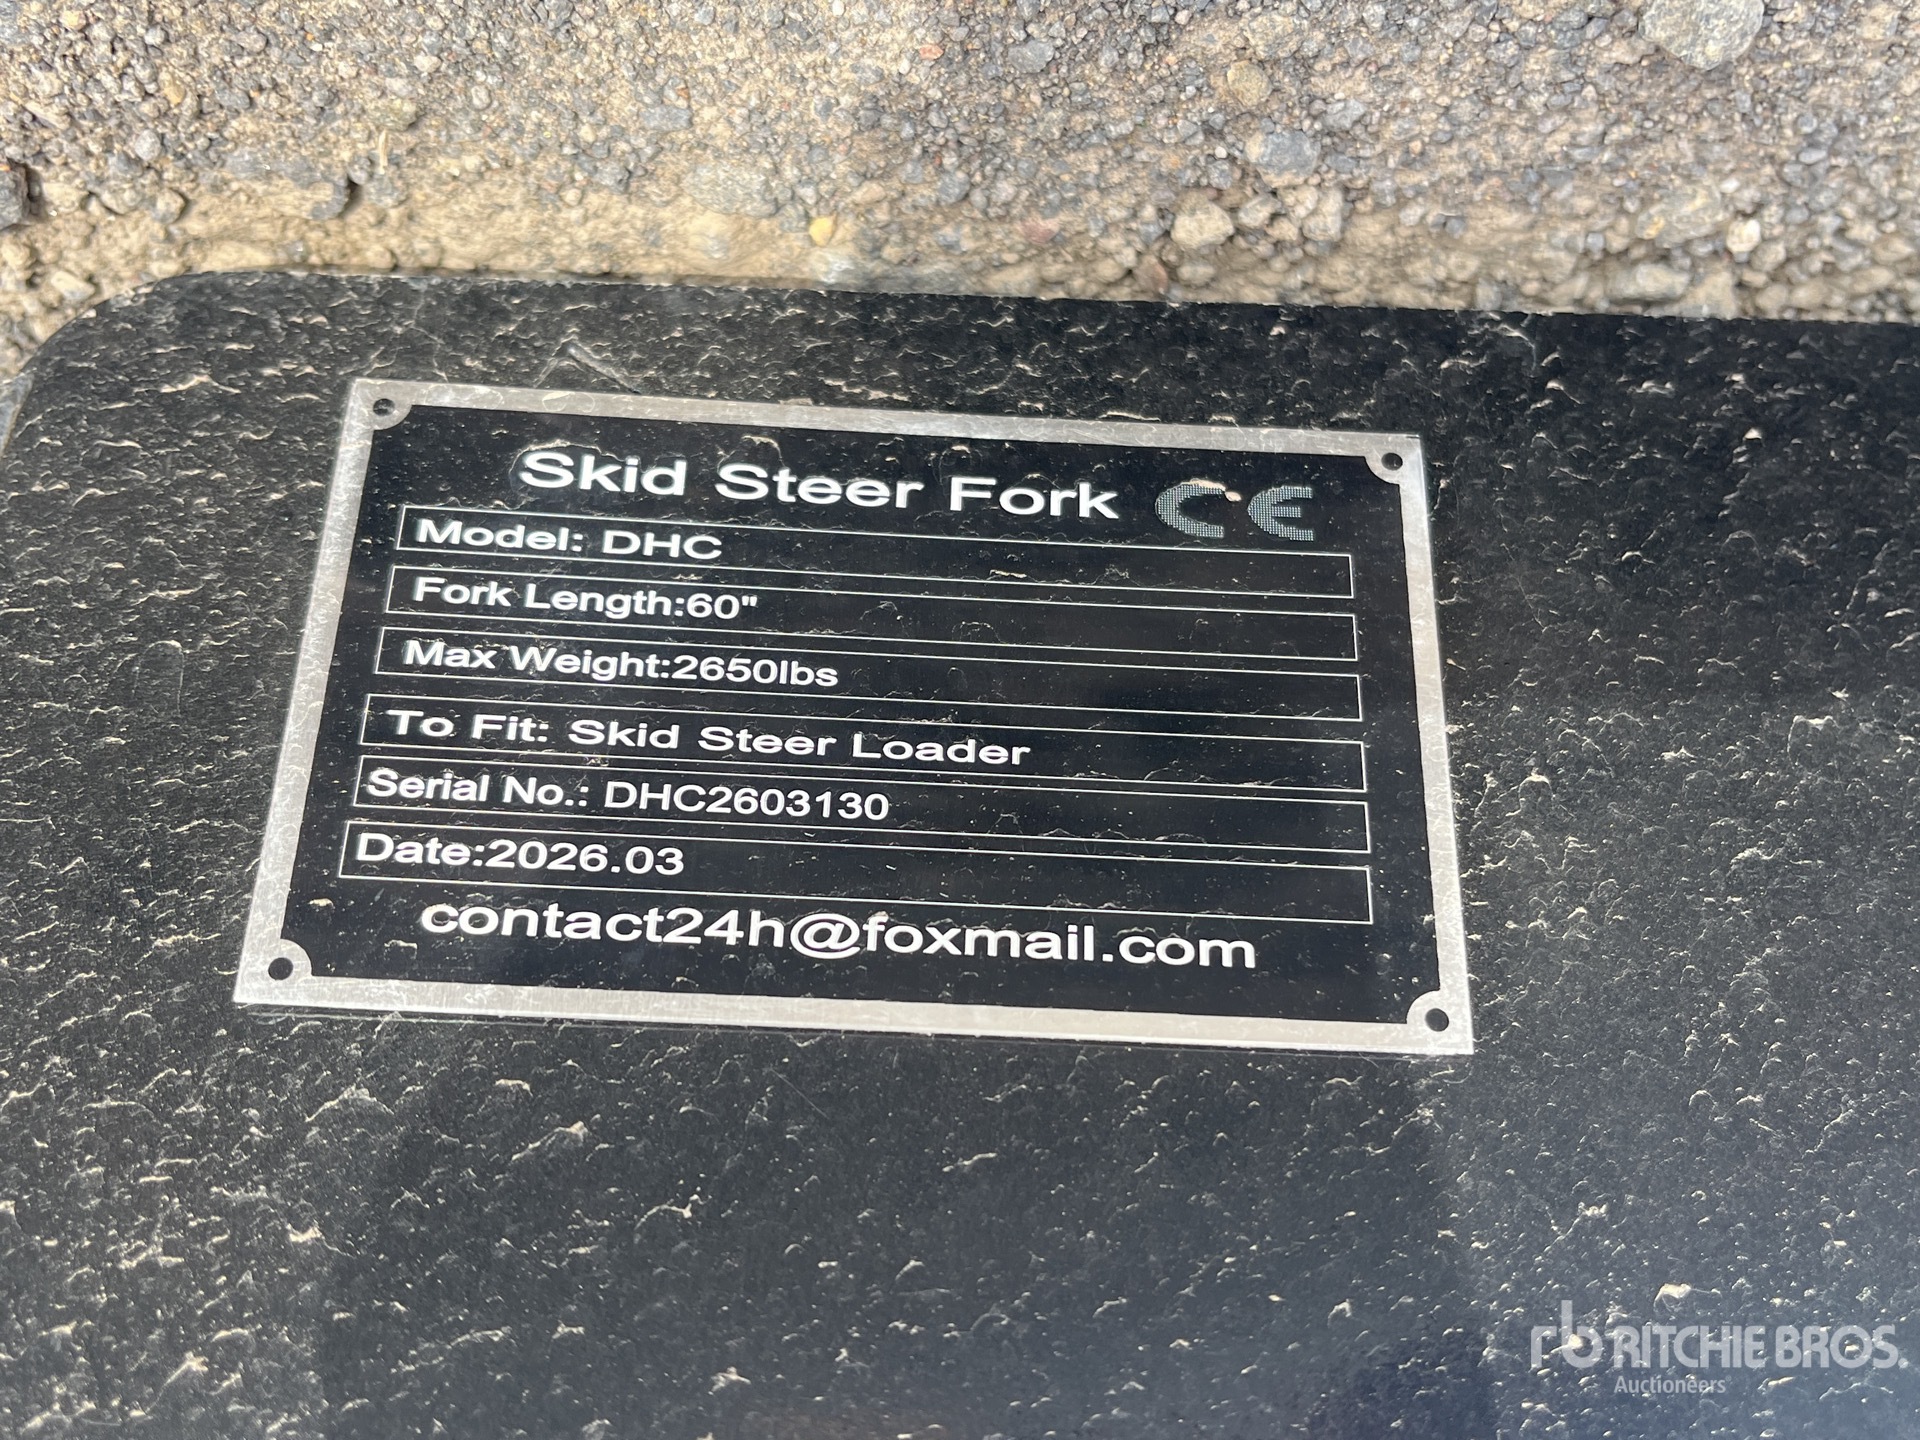 Skid Steer Fork CE
Model: DHC
Fork Length:60"
Max Weight:2650lbs
To Fit: Skid Steer Loader
Serial No.: DHC2603130
Date:2026.03
contact24h@foxmail.com
rb RITCHIE BROS.
Auctioneers